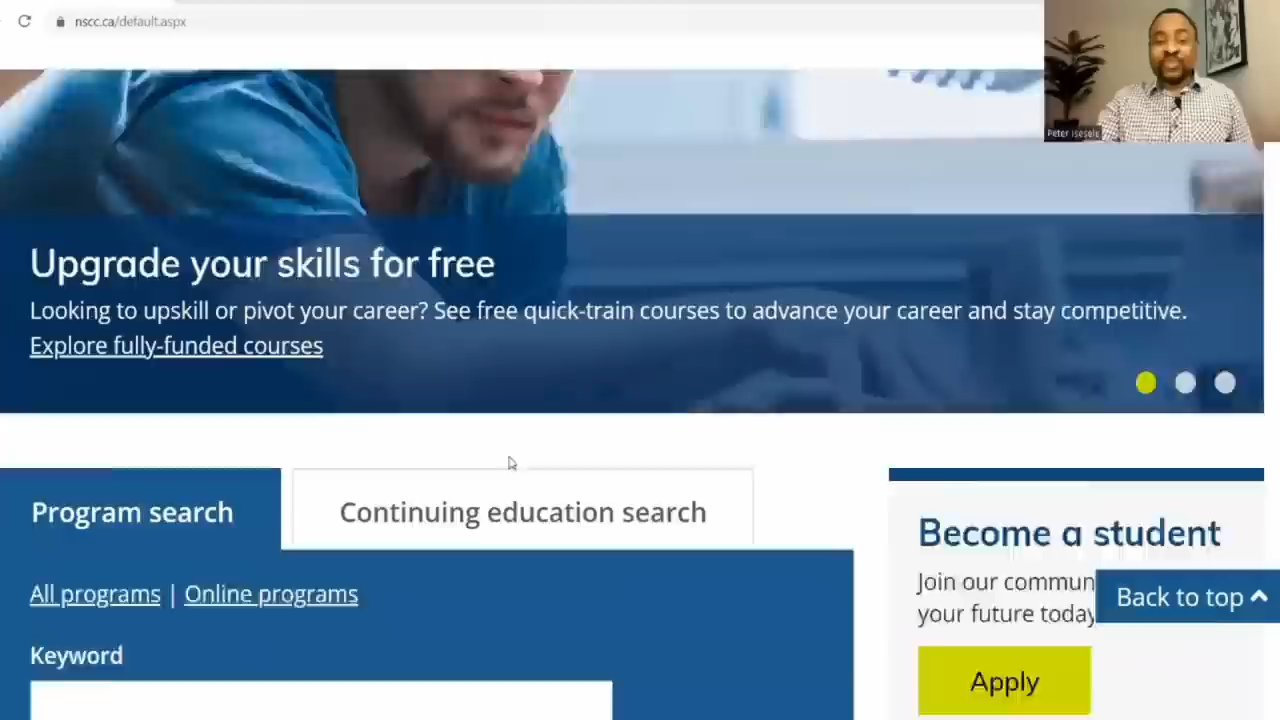 nscc.ca/default.aspx
Peter Isesele
Upgrade your skills for free
Looking to upskill or pivot your career? See free quick-train courses to advance your career and stay competitive.
Explore fully-funded courses
Program search
Continuing education search
All programs | Online programs
Keyword
Become a student
Join our commun
your future today
Back to top
Apply